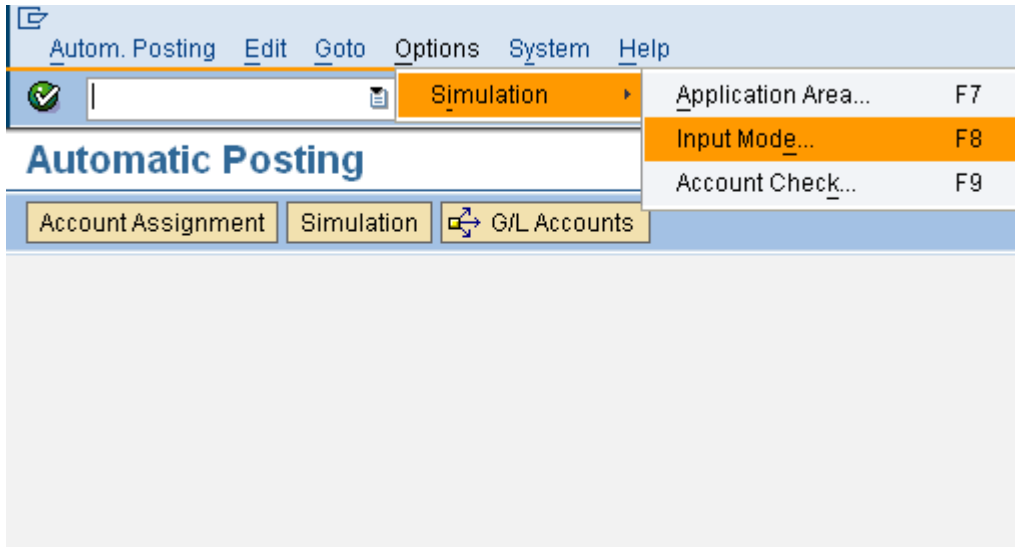 Autom. Posting Edit Goto Options System Help
Simulation Application Area... F7
Input Mode... F8
Automatic Posting
Account Check... F9
Account Assignment Simulation G/L Accounts